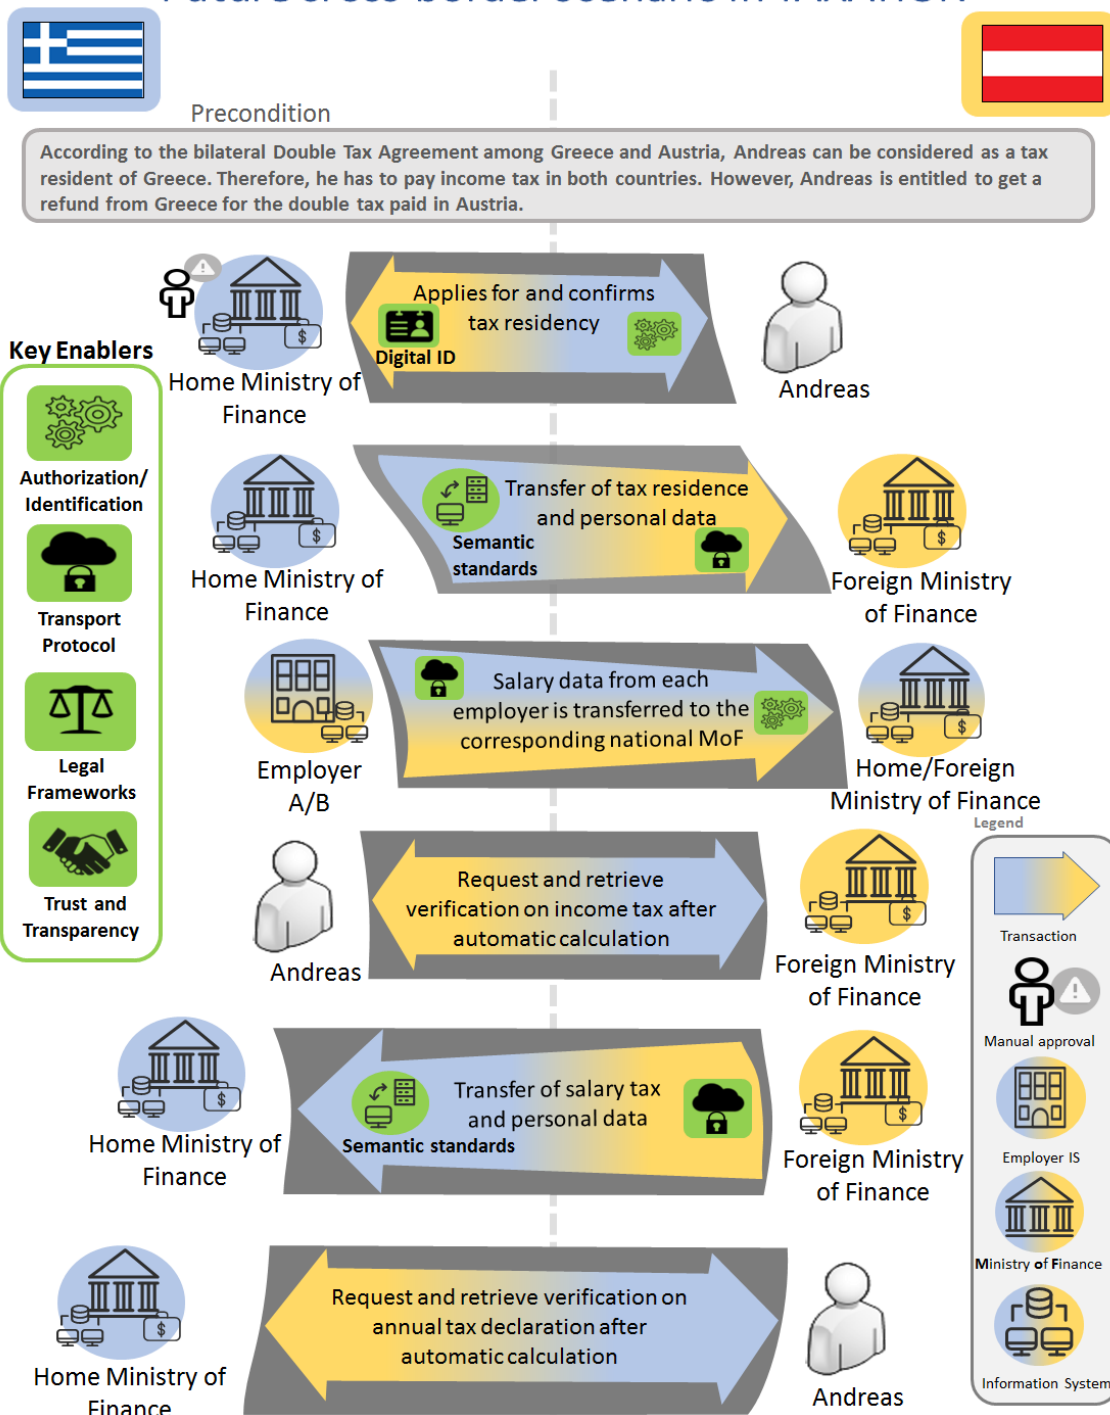 Future cross-border scenario in
Precondition
According to the bilateral Double Tax Agreement among Greece and Austria, Andreas can be considered as a tax
resident of Greece. Therefore, he has to pay income tax in both countries. However, Andreas is entitled to get a
refund from Greece for the double tax paid in Austria.
Applies for and confirms
tax residency
Digital ID
$
Home Ministry of
Finance
Andreas
Key Enablers
Authorization/
Identification
Transport
Protocol
Legal
Frameworks
Trust and
Transparency
Transfer of tax residence
and personal data
Semantic
standards
$
Home Ministry of
Finance
$
Foreign Ministry
of Finance
Salary data from each
employer is transferred to the
corresponding national MoF
Employer
A/B
$
Home/Foreign
Ministry of Finance
Request and retrieve
verification on income tax after
automatic calculation
Andreas
$
Foreign Ministry
of Finance
Transfer of salary tax
and personal data
Semantic standards
$
Home Ministry of
Finance
$
Foreign Ministry
of Finance
Request and retrieve verification on
annual tax declaration after
automatic calculation
$
Home Ministry of
Finance
Andreas
Legend
Transaction
Manual approval
Employer IS
Ministry of Finance
Information System